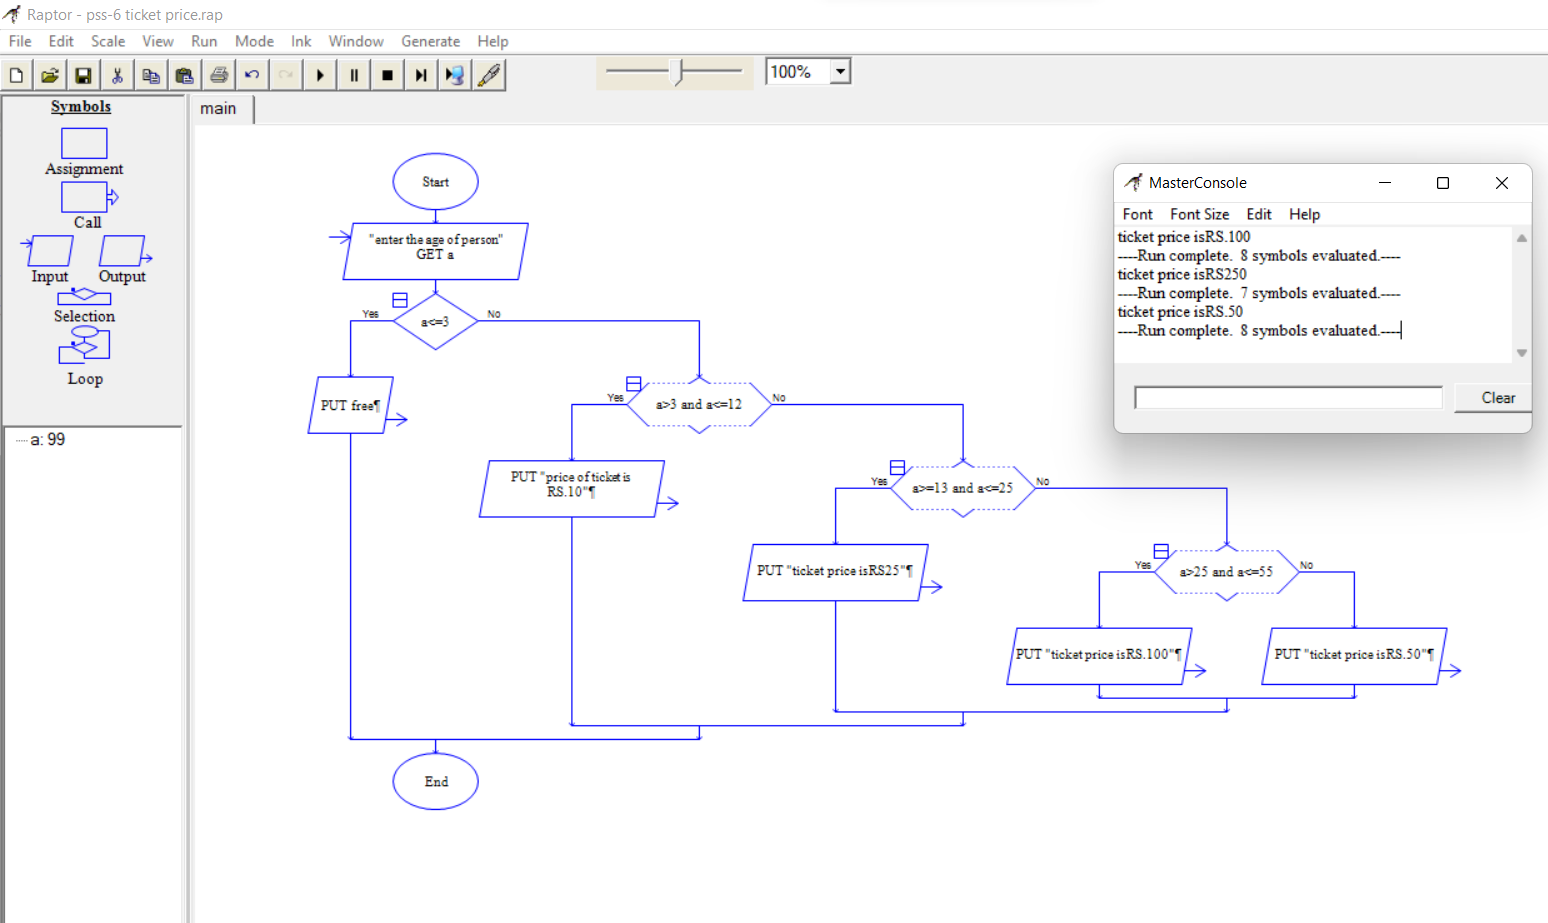 Raptor - pss-6 ticket price.rap
File Edit Scale View Run Mode Ink Window Generate Help
100%
Symbols
Assignment
Call
Input Output
Selection
Loop
a: 99
main
Start
"enter the age of person"
GET a
Yes a<=3 No
PUT free¶
Yes a>3 and a<=12 No
PUT "price of ticket is
RS.10"¶
Yes a>=13 and a<=25 No
PUT "ticket price isRS25"¶
Yes a>25 and a<=55 No
PUT "ticket price isRS.100"¶ PUT "ticket price isRS.50"¶
End
MasterConsole
Font Font Size Edit Help
ticket price isRS.100
----Run complete. 8 symbols evaluated.----
ticket price isRS250
----Run complete. 7 symbols evaluated.----
ticket price isRS.50
----Run complete. 8 symbols evaluated.----
Clear